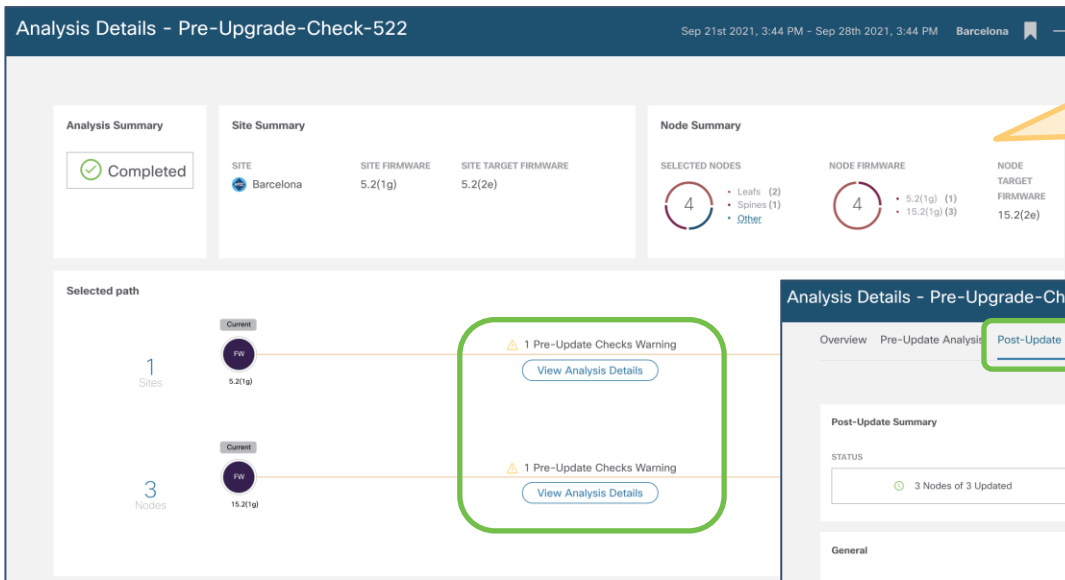 Analysis Details - Pre-Upgrade-Check-522
Sep 21st 2021, 3:44 PM - Sep 28th 2021, 3:44 PM Barcelona
Analysis Summary
Completed
Site Summary
SITE SITE FIRMWARE SITE TARGET FIRMWARE
Barcelona 5.2(1g) 5.2(2e)
Node Summary
SELECTED NODES
4
Leafs (2)
Spines (1)
Other
NODE FIRMWARE
4
5.2(1g) (1)
15.2(1g) (3)
NODE
TARGET
FIRMWARE
15.2(2e)
Selected path
1
Sites
Current
FW
5.2(1g)
1 Pre-Update Checks Warning
View Analysis Details
3
Nodes
Current
FW
15.2(1g)
1 Pre-Update Checks Warning
View Analysis Details
Analysis Details - Pre-Upgrade-Ch
Overview Pre-Update Analysis Post-Update
Post-Update Summary
STATUS
3 Nodes of 3 Updated
General